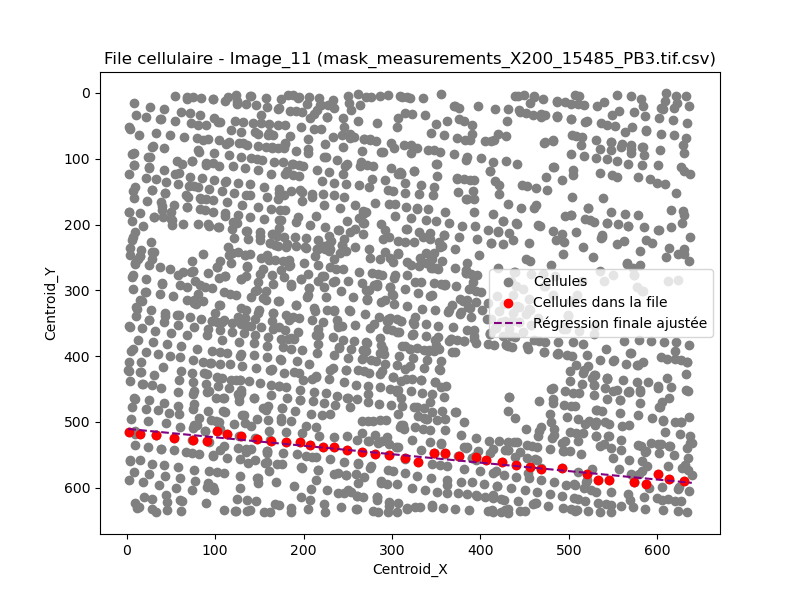 File cellulaire - Image_11 (mask_measurements_X200_15485_PB3.tif.csv)
0
100
200
300
400
500
600
Centroid_Y
Cellules
Cellules dans la file
Régression finale ajustée
0
100
200
300
400
500
600
Centroid_X